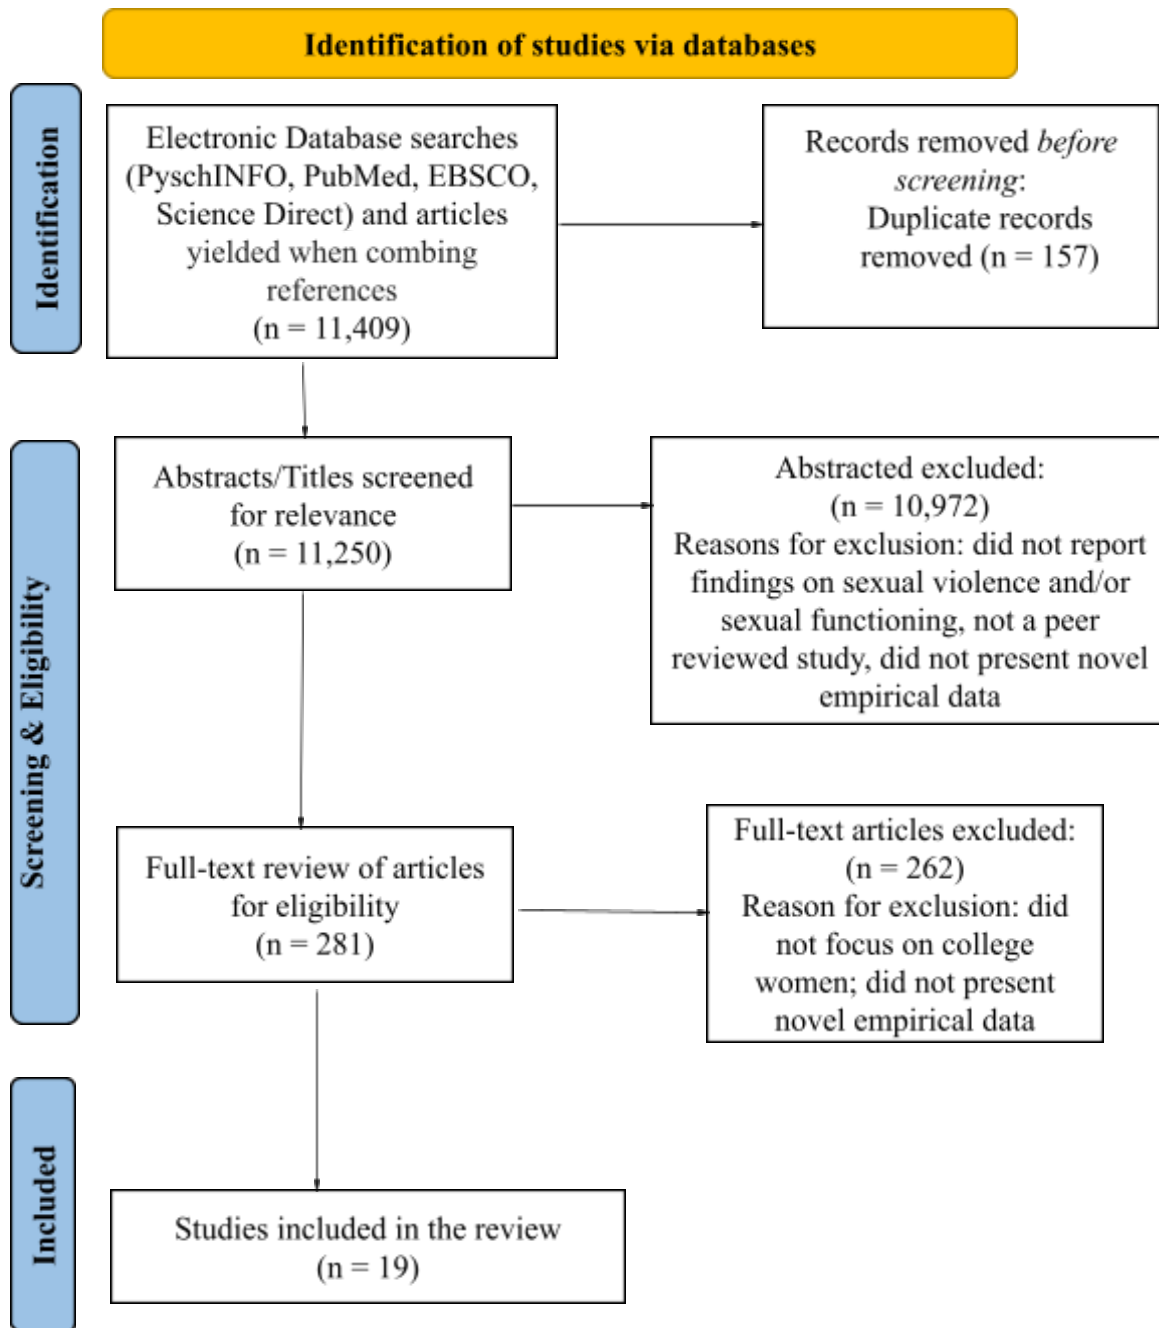 Identification of studies via databases
Identification
Electronic Database searches
(PyschINFO, PubMed, EBSCO,
Science Direct) and articles
yielded when combing
references
(n = 11,409)
Records removed before
screening:
Duplicate records
removed (n = 157)
Screening & Eligibility
Abstracts/Titles screened
for relevance
(n = 11,250)
Abstracted excluded:
(n = 10,972)
Reasons for exclusion: did not report
findings on sexual violence and/or
sexual functioning, not a peer
reviewed study, did not present novel
empirical data
Full-text review of articles
for eligibility
(n = 281)
Full-text articles excluded:
(n = 262)
Reason for exclusion: did
not focus on college
women; did not present
novel empirical data
Included
Studies included in the review
(n = 19)